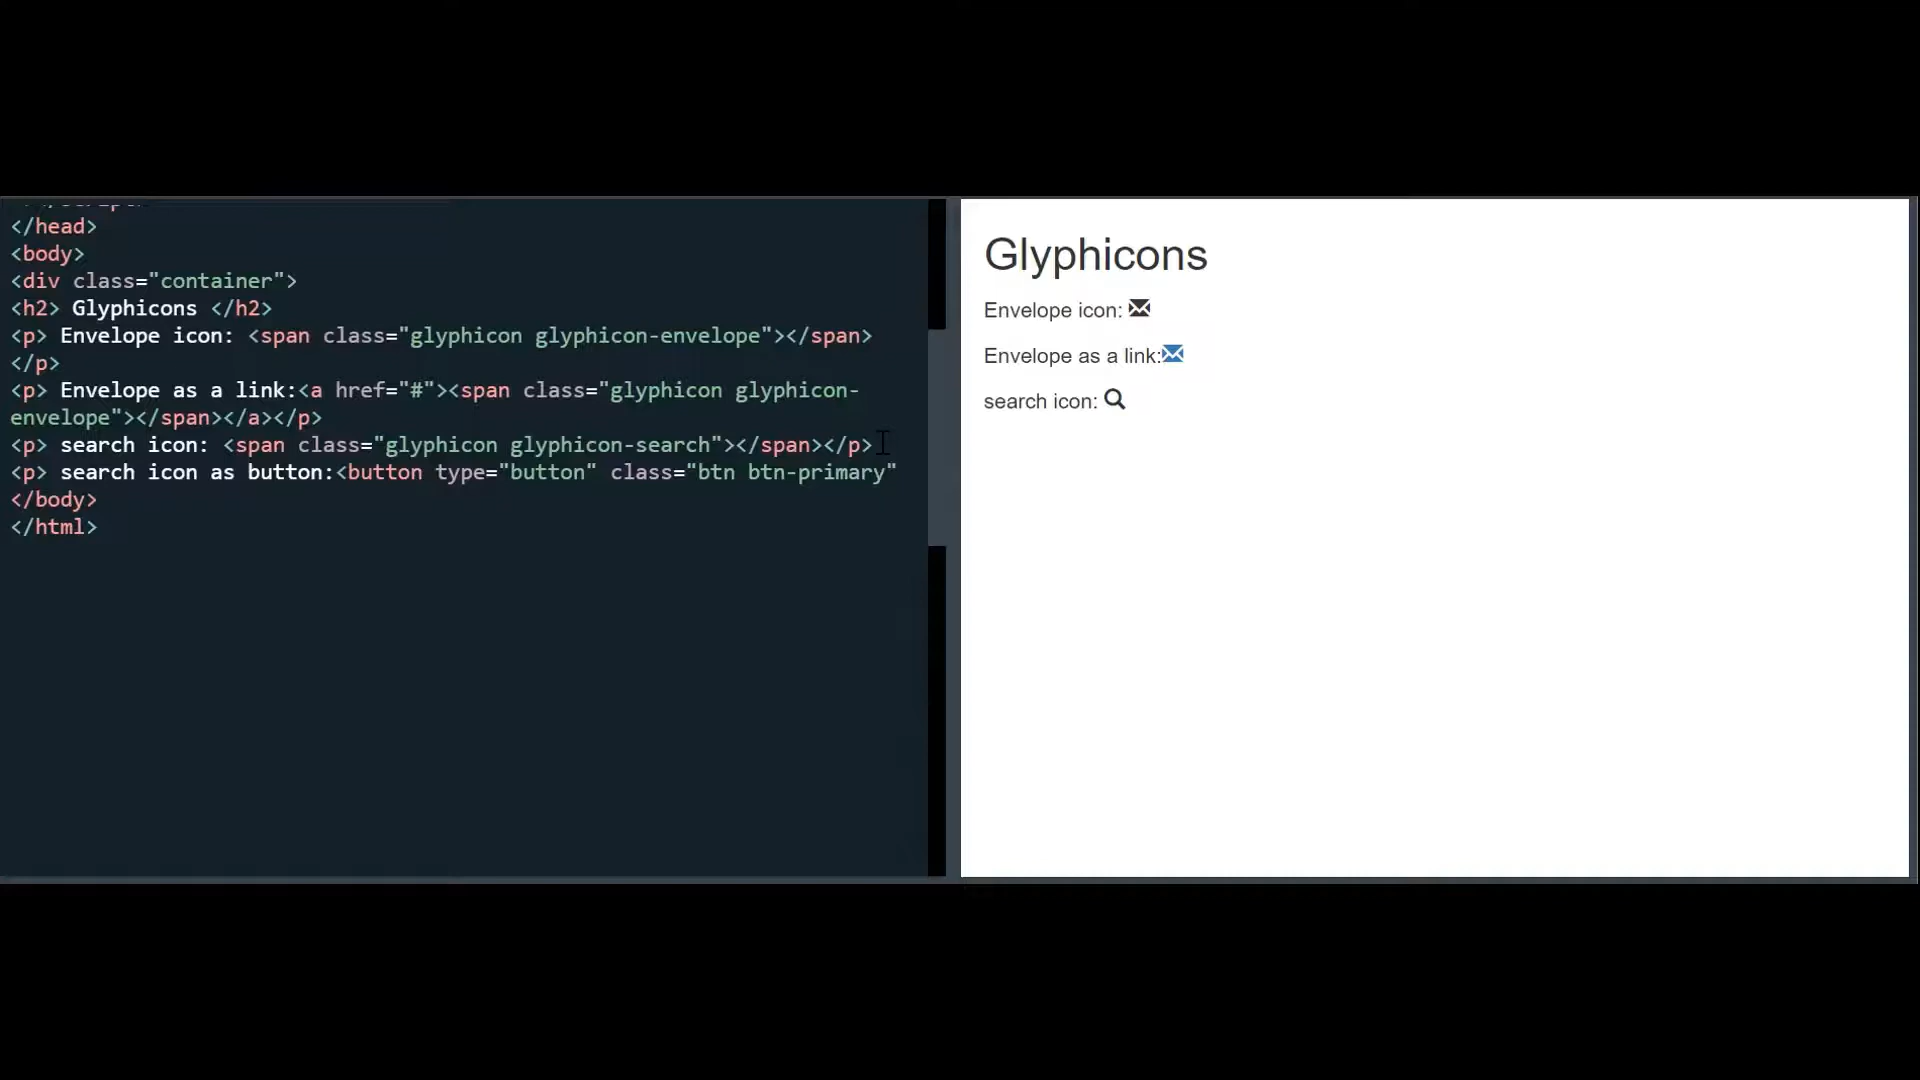 </head>
<body>
<div class="container">
<h2> Glyphicons </h2>
<p> Envelope icon: <span class="glyphicon glyphicon-envelope"></span>
</p>
<p> Envelope as a link:<a href="#"><span class="glyphicon glyphicon-
envelope"></span></a></p>
<p> search icon: <span class="glyphicon glyphicon-search"></span></p>
<p> search icon as button:<button type="button" class="btn btn-primary"
</body>
</html>
Glyphicons
Envelope icon:
Envelope as a link:
search icon: